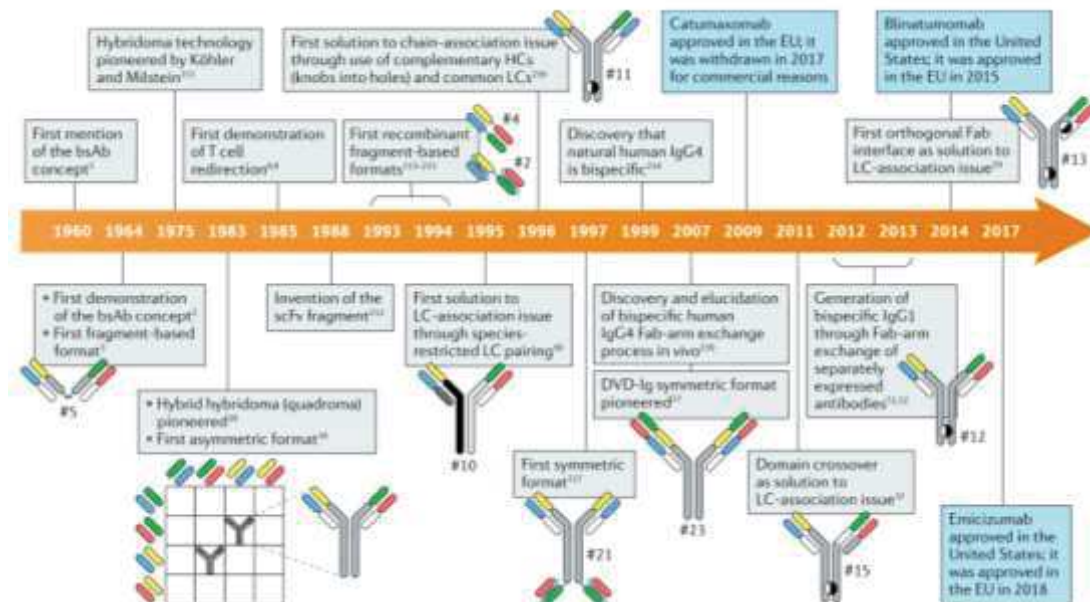 Hybridoma technology
pioneered by Köhler
and Milstein
First solution to chain-association issue
through use of complementary HCs
(knobs into holes) and common LCs
#11
Catumaxomab
approved in the EU; it
was withdrawn in 2017
for commercial reasons
Blinatumomab
approved in the United
States; it was approved
in the EU in 2015
First mention
of the bsAb
concept
First demonstration
of T cell
redirection
First recombinant
fragment-based
formats
#4
#2
Discovery that
natural human IgG4
is bispecific
First orthogonal Fab
interface as solution to
LC-association issue
#13
1960 1964 1975 1983 1985 1988 1993 1994 1995 1996 1997 1999 2007 2009 2011 2012 2013 2014 2017
• First demonstration
of the bsAb concept
• First fragment-based
format
#5
Invention of the
scFv fragment
First solution to
LC-association issue
through species-
restricted LC pairing
#10
Discovery and elucidation
of bispecific human
IgG4 Fab-arm exchange
process in vivo
Generation of
bispecific IgG1
through Fab-arm
exchange of
separately
expressed
antibodies
#12
• Hybrid hybridoma (quadroma)
pioneered
• First asymmetric format
DVD-Ig symmetric format
pioneered
#23
First symmetric
format
#21
Domain crossover
as solution to
LC-association issue
#15
Emicizumab
approved in the
United States; it
was approved in
the EU in 2018